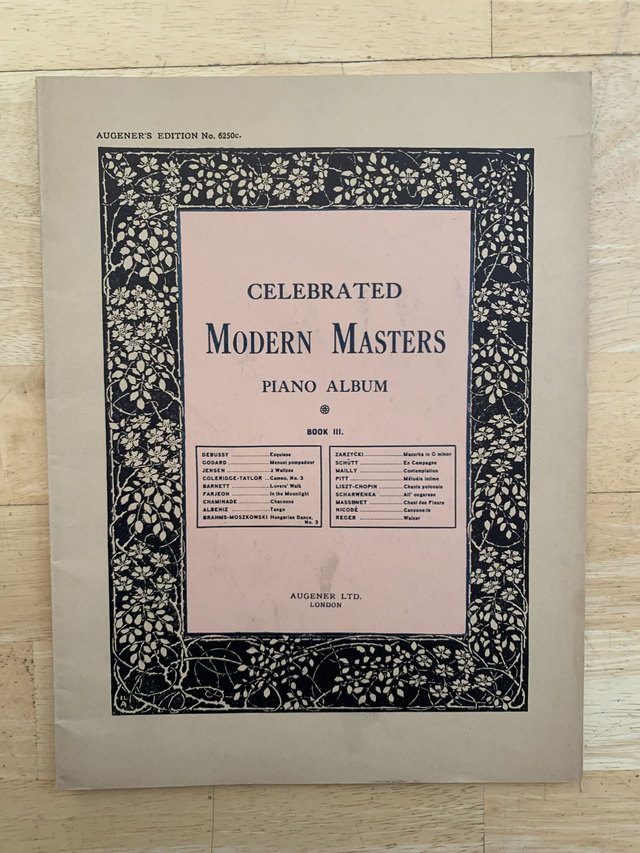 AUGENER'S EDITION No. 6250c.
CELEBRATED
MODERN MASTERS
PIANO ALBUM
BOOK III.
DEBUSSY Esquisse
GODARD Menuet pompadour
JENSEN 2 Waltzes
COLERIDGE-TAYLOR Cameo, No. 3
BARNETT Lovers' Walk
FARJEON In the Moonlight
CHAMINADE Chaconne
ALBENIZ Tango
BRAHMS-MOSZKOWSKI Hungarian Dance, No. 3
ZARZYCKI Mazurka in G minor
SCHÜTT En Campagne
MAILLY Contemplation
PITT Mélodie intime
LISZT-CHOPIN Chants polonais
SCHARWENKA All' ongarese
MASSENET Chant des Fleurs
NICODÉ Canzonette
REGER Walzer
AUGENER LTD.
LONDON